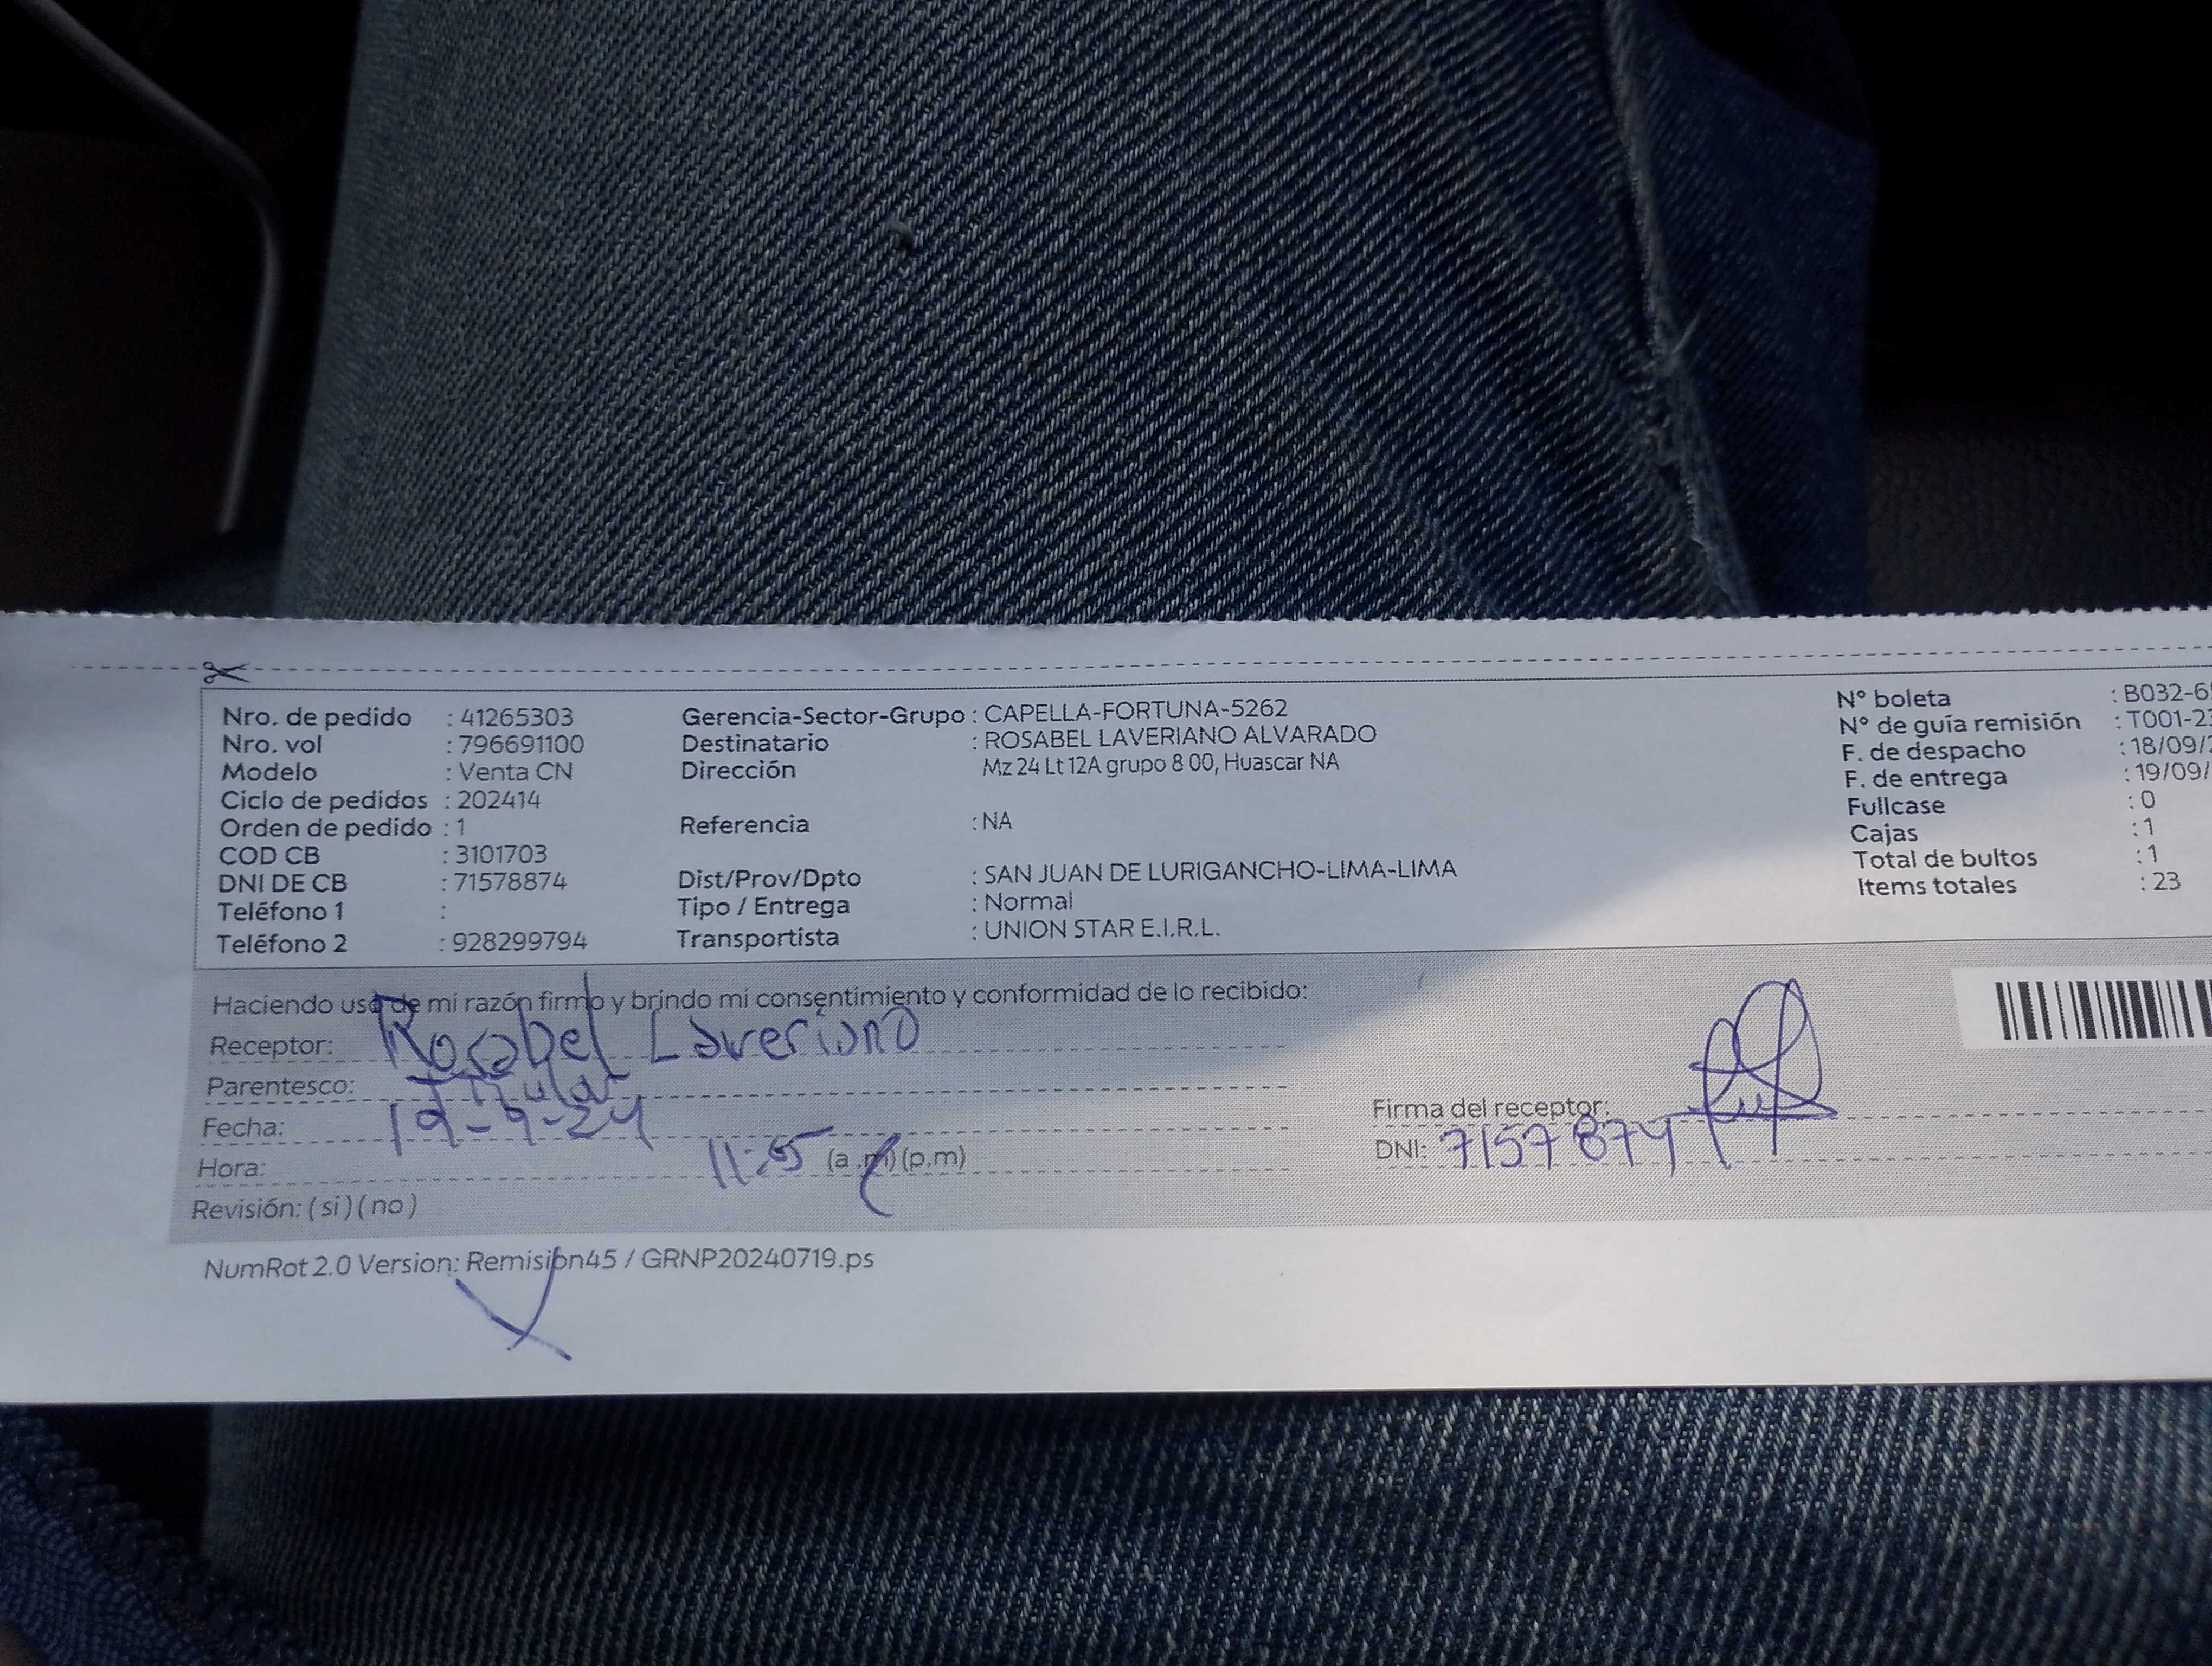 Nro. de pedido : 41265303 Gerencia-Sector-Grupo : CAPELLA-FORTUNA-5262 N° boleta : B032-6
Nro. vol : 796691100 Destinatario : ROSABEL LAVERIANO ALVARADO N° de guía remisión : T001-2
Modelo : Venta CN Dirección Mz 24 Lt 12A grupo 8 00, Huascar NA F. de despacho : 18/09/
Ciclo de pedidos : 202414 F. de entrega : 19/09/
Orden de pedido : 1 Referencia : NA Fullcase : 0
COD CB : 3101703 Cajas : 1
DNI DE CB : 71578874 Dist/Prov/Dpto : SAN JUAN DE LURIGANCHO-LIMA-LIMA Total de bultos : 1
Teléfono 1 : Tipo / Entrega : Normal Items totales : 23
Teléfono 2 : 928299794 Transportista : UNION STAR E.I.R.L.
Haciendo uso de mi razón firmo y brindo mi consentimiento y conformidad de lo recibido:
Receptor: Rosabel Laveriano
Parentesco: Titular
Fecha: 19-9-24 Firma del receptor:
Hora: (a.m)(p.m) DNI:
Revisión: (si)(no)
NumRot 2.0 Version: Remision45 / GRNP20240719.ps